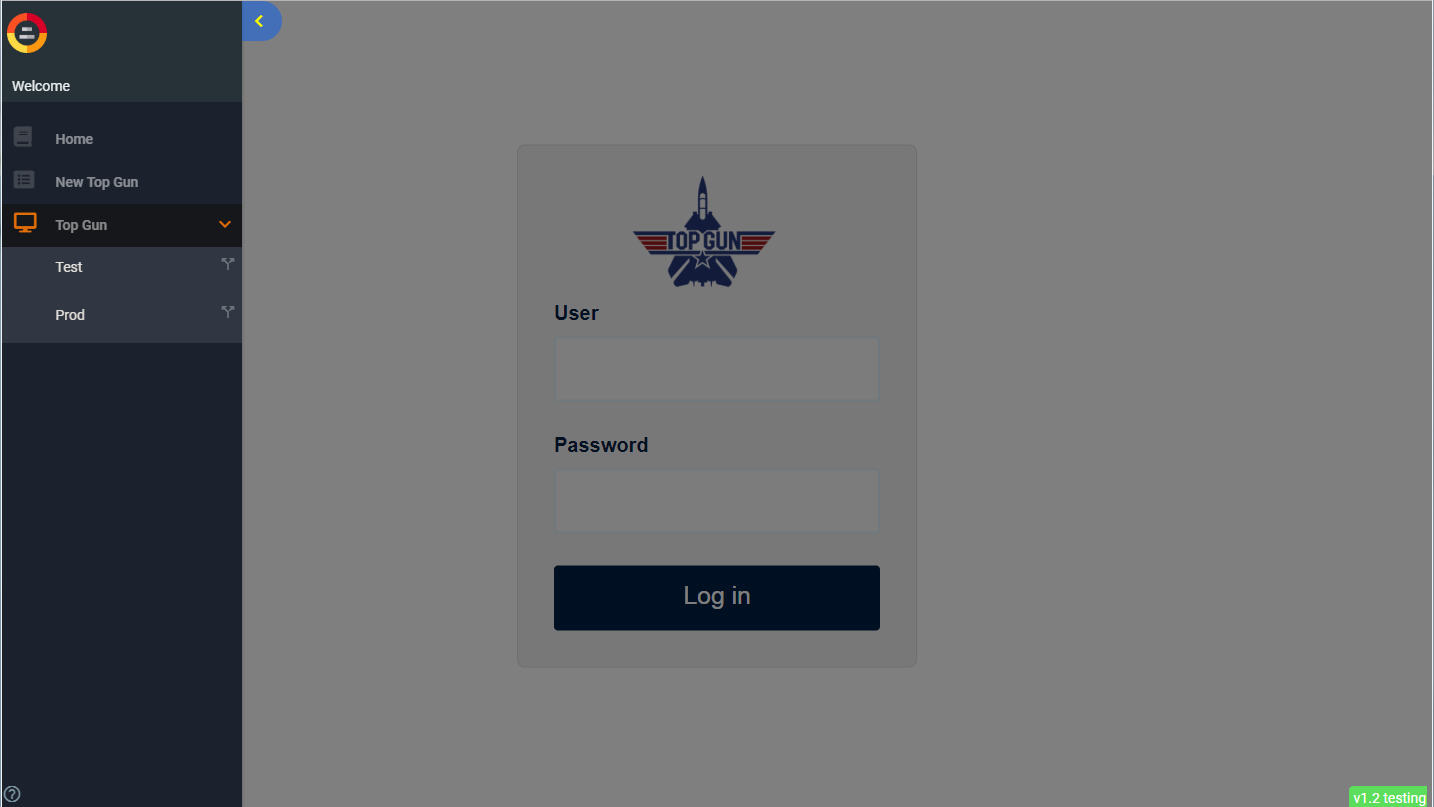 Welcome
Home
New Top Gun
Top Gun
Test
Prod
TOP GUN
User
Password
Log in
v1.2 testing